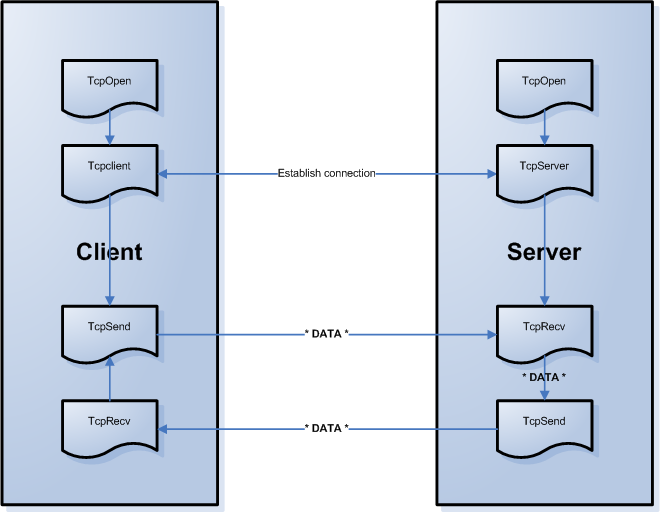 TcpOpen
TcpOpen
Tcpclient
Establish connection
TcpServer
Client
Server
TcpSend
* DATA *
TcpRecv
* DATA *
TcpRecv
* DATA *
TcpSend